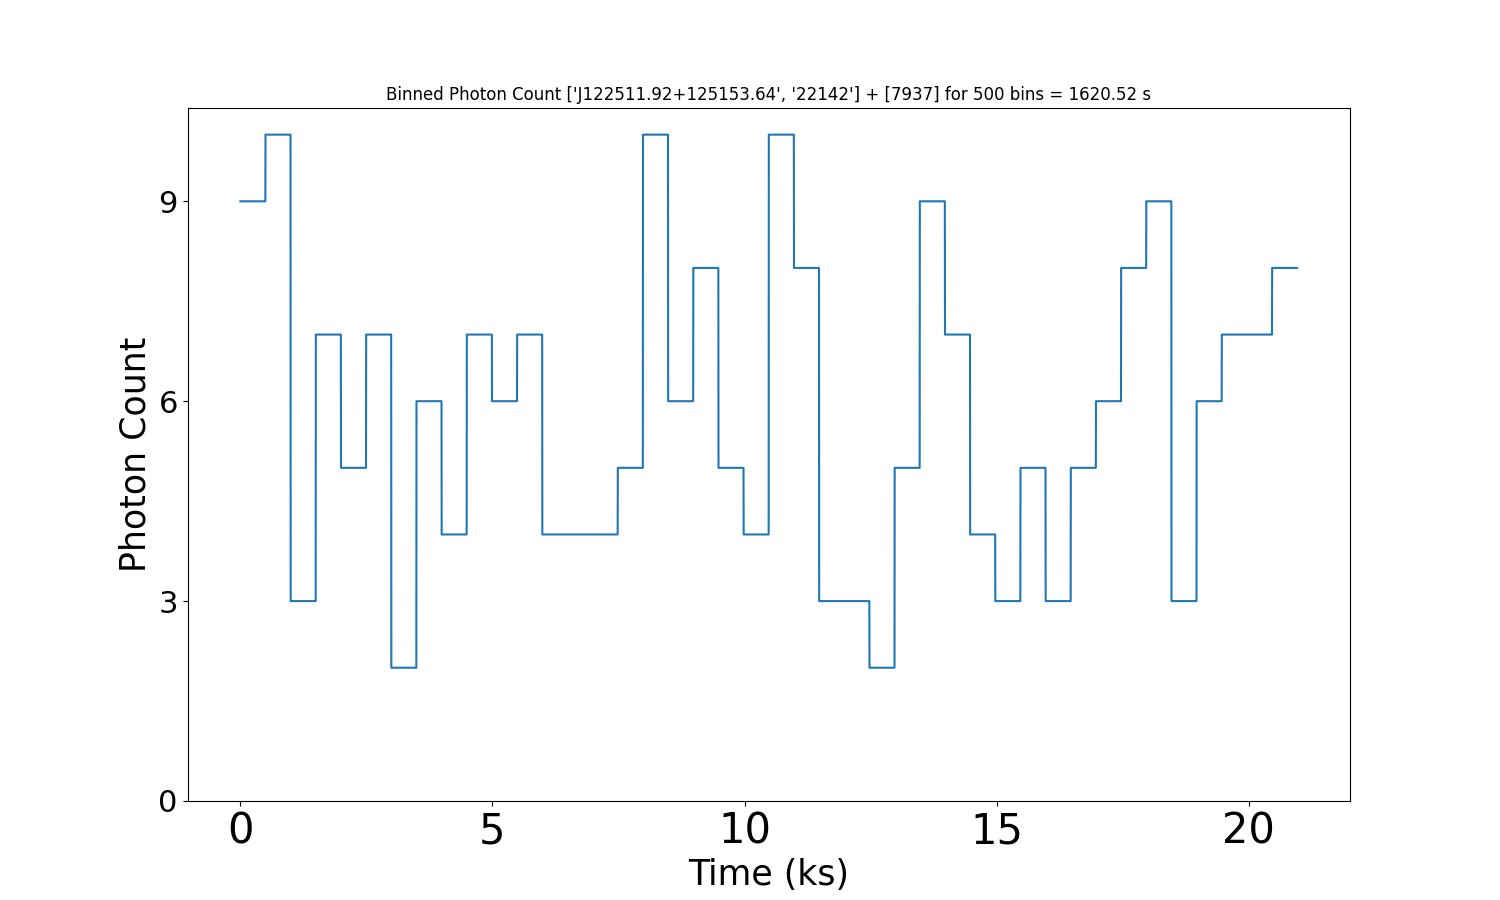 Binned Photon Count ['J122511.92+125153.64', '22142'] + [7937] for 500 bins = 1620.52 s
9
6
3
0
Photon Count
0 5 10 15 20
Time (ks)